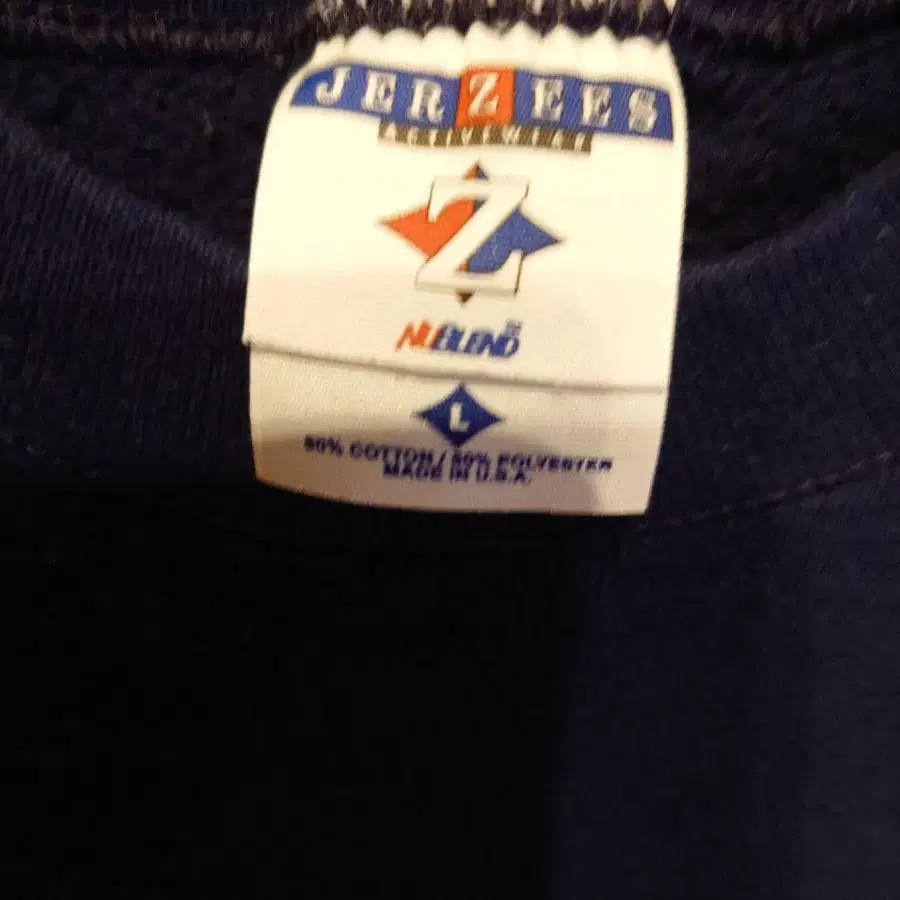 JERZEES
ACTIVEWEAR
Z
NUBLEND
L
50% COTTON / 50% POLYESTER
MADE IN U.S.A.